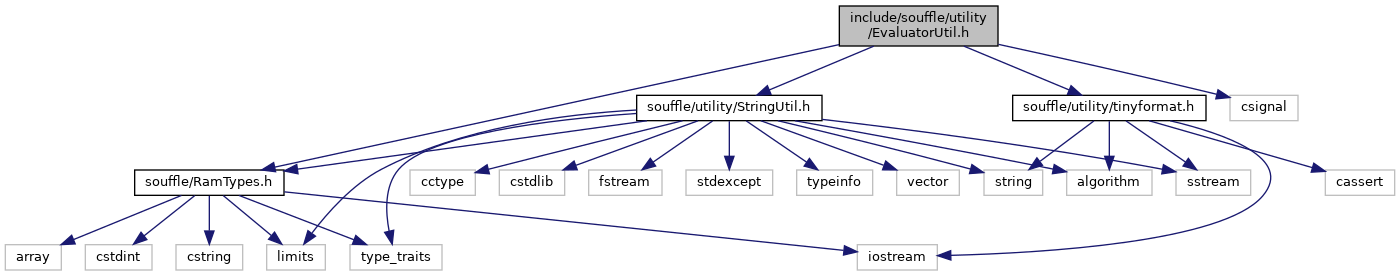 include/souffle/utility
/EvaluatorUtil.h
souffle/utility/StringUtil.h
souffle/utility/tinyformat.h
csignal
souffle/RamTypes.h
cctype
cstdlib
fstream
stdexcept
typeinfo
vector
string
algorithm
sstream
cassert
array
cstdint
cstring
limits
type_traits
iostream